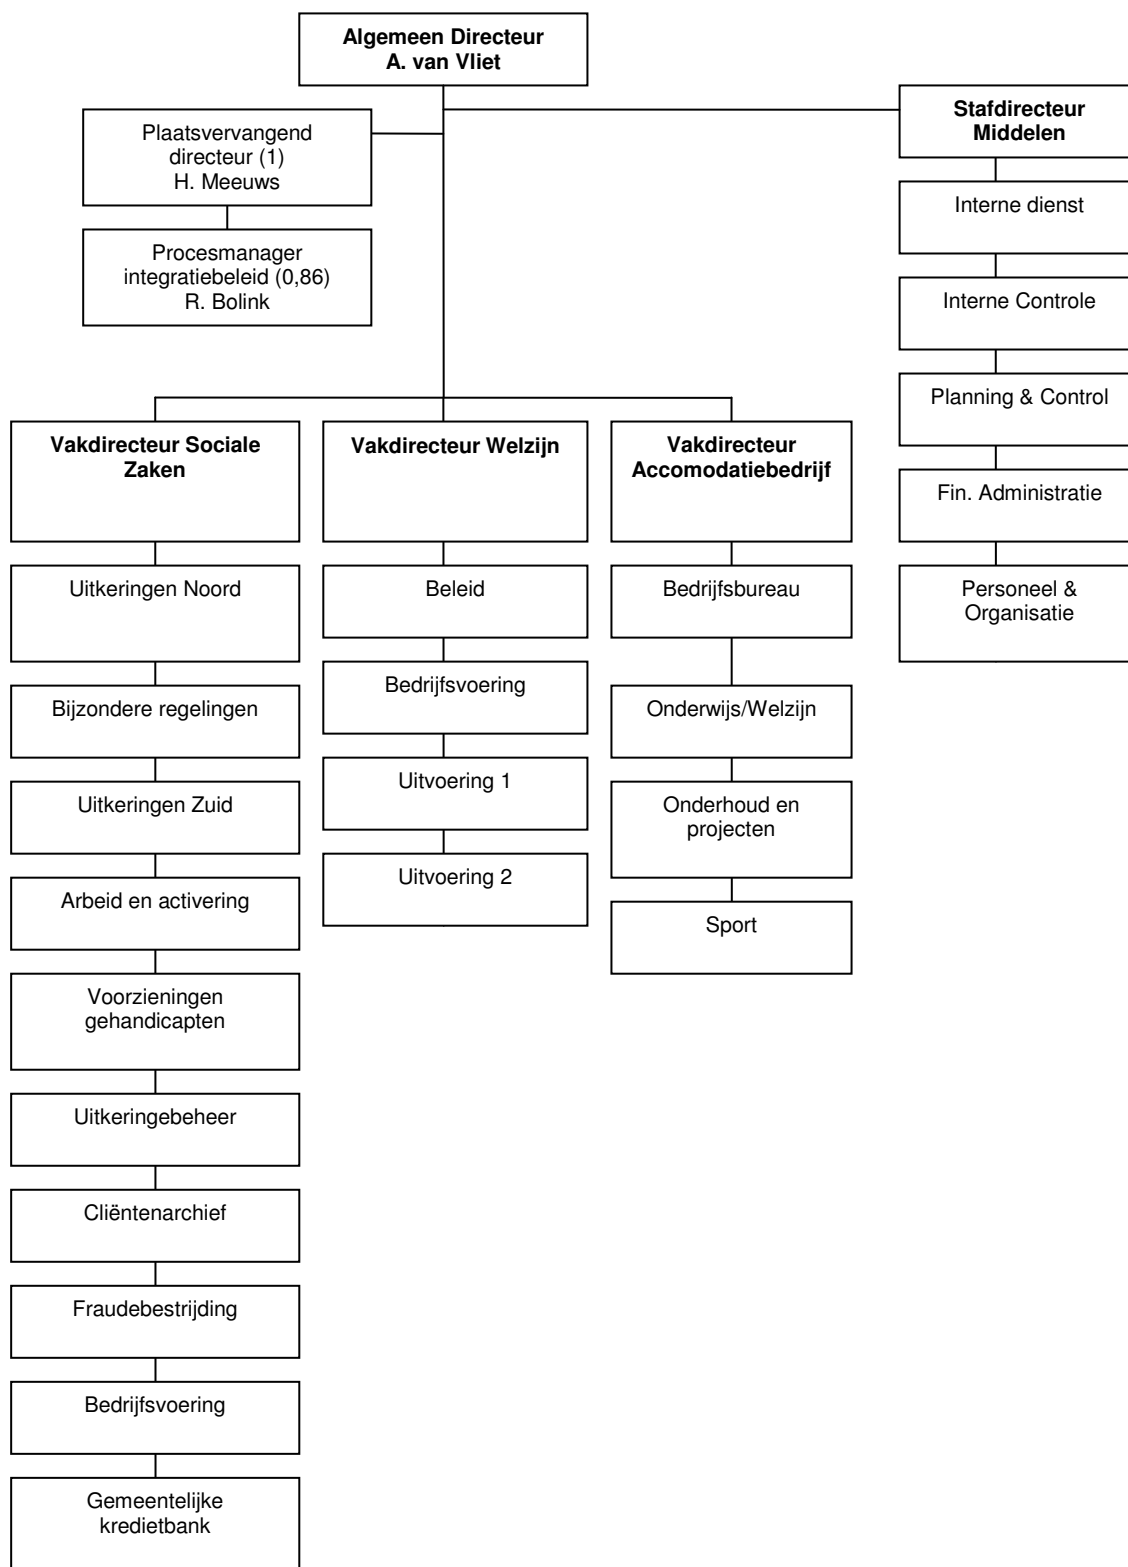 Algemeen Directeur
A. van Vliet
Stafdirecteur
Middelen
Plaatsvervangend
directeur (1)
H. Meeuws
Interne dienst
Procesmanager
integratiebeleid (0,86)
R. Bolink
Interne Controle
Planning & Control
Fin. Administratie
Personeel &
Organisatie
Vakdirecteur Sociale
Zaken
Uitkeringen Noord
Bijzondere regelingen
Uitkeringen Zuid
Arbeid en activering
Voorzieningen
gehandicapten
Uitkeringebeheer
Cliëntenarchief
Fraudebestrijding
Bedrijfsvoering
Gemeentelijke
kredietbank
Vakdirecteur Welzijn
Beleid
Bedrijfsvoering
Uitvoering 1
Uitvoering 2
Vakdirecteur
Accomodatiebedrijf
Bedrijfsbureau
Onderwijs/Welzijn
Onderhoud en
projecten
Sport